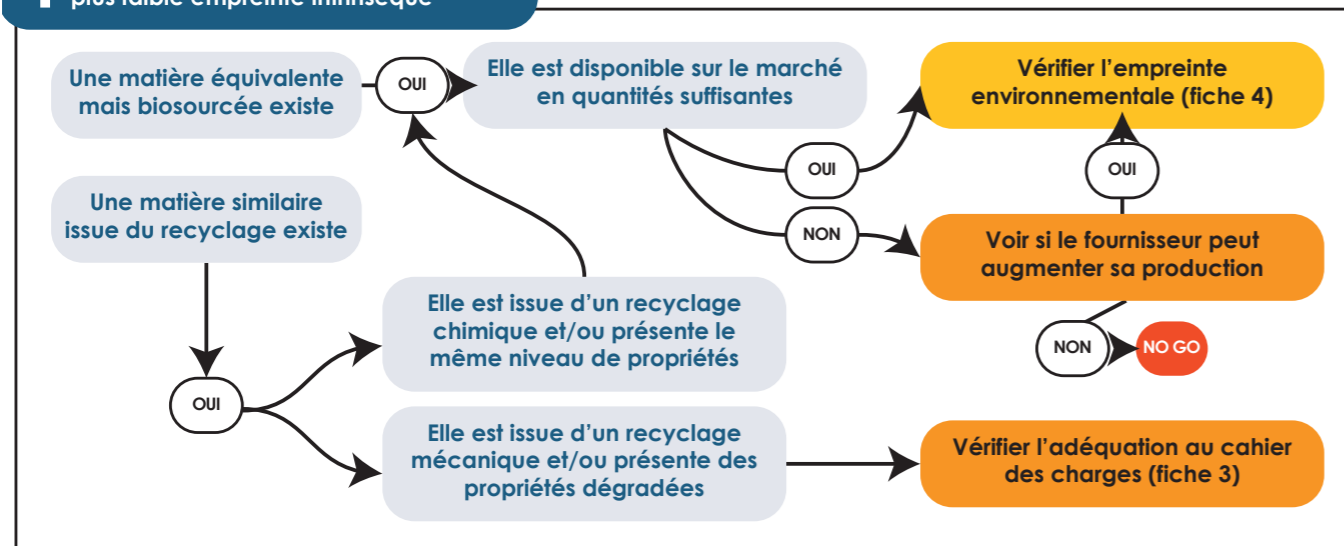 plus faible empreinte intrinsèque
Une matière équivalente
mais biosourcée existe
OUI
Elle est disponible sur le marché
en quantités suffisantes
Vérifier l’empreinte
environnementale (fiche 4)
OUI
OUI
Une matière similaire
issue du recyclage existe
NON
Voir si le fournisseur peut
augmenter sa production
Elle est issue d’un recyclage
chimique et/ou présente le
même niveau de propriétés
NON
NO GO
OUI
Elle est issue d’un recyclage
mécanique et/ou présente des
propriétés dégradées
Vérifier l’adéquation au cahier
des charges (fiche 3)